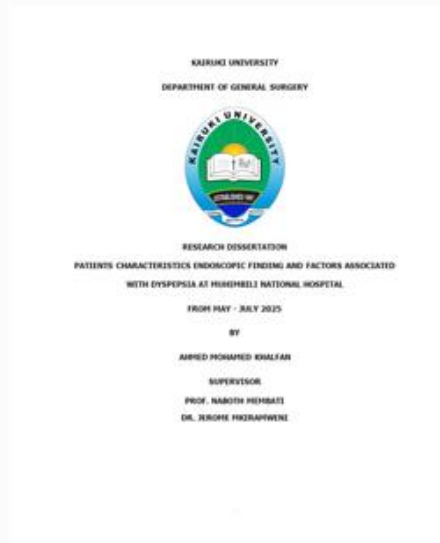 KAIRUKI UNIVERSITY
DEPARTMENT OF GENERAL SURGERY
KAIRUKI UNIVERSITY
RESEARCH DISSERTATION
PATIENTS CHARACTERISTICS ENDOSCOPIC FINDING AND FACTORS ASSOCIATED
WITH DYSPEPSIA AT MUHIMBILI NATIONAL HOSPITAL
FROM MAY - JULY 2025
BY
AHMED MOHAMED KHALFAN
SUPERVISOR
PROF. NABOTH MEMBATI
DR. JEROME MKIRAMWENI